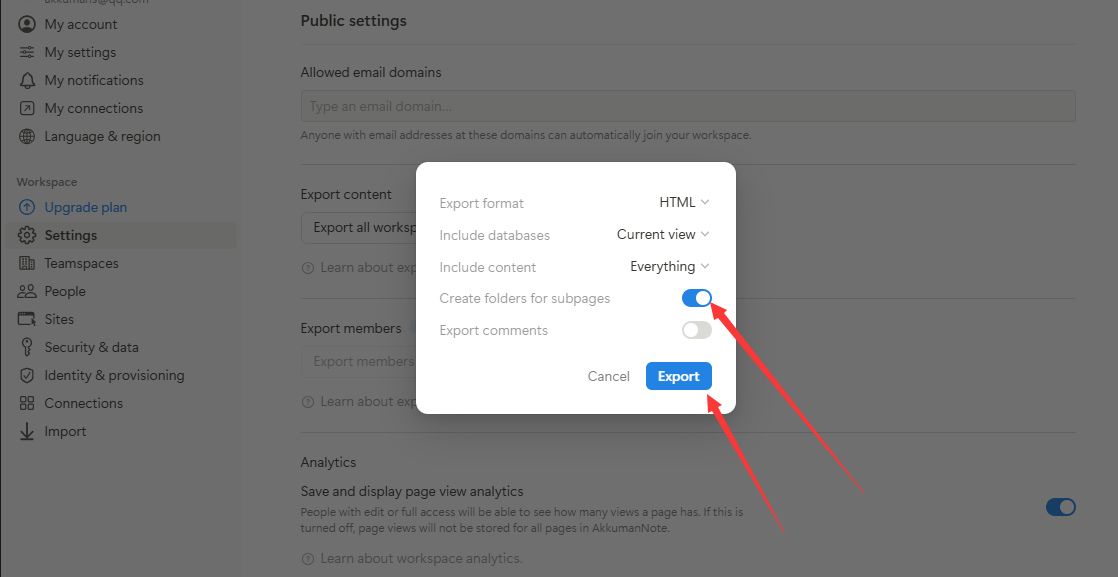 akkumans@qq.com
My account
My settings
My notifications
My connections
Language & region
Workspace
Upgrade plan
Settings
Teamspaces
People
Sites
Security & data
Identity & provisioning
Connections
Import
Public settings
Allowed email domains
Type an email domain...
Anyone with email addresses at these domains can automatically join your workspace.
Export content
Export all worksp
Learn about exp
Export members
Export members
Learn about exp
Export format HTML
Include databases Current view
Include content Everything
Create folders for subpages
Export comments
Cancel Export
Analytics
Save and display page view analytics
People with edit or full access will be able to see how many views a page has. If this is
turned off, page views will not be stored for all pages in AkkumanNote.
Learn about workspace analytics.